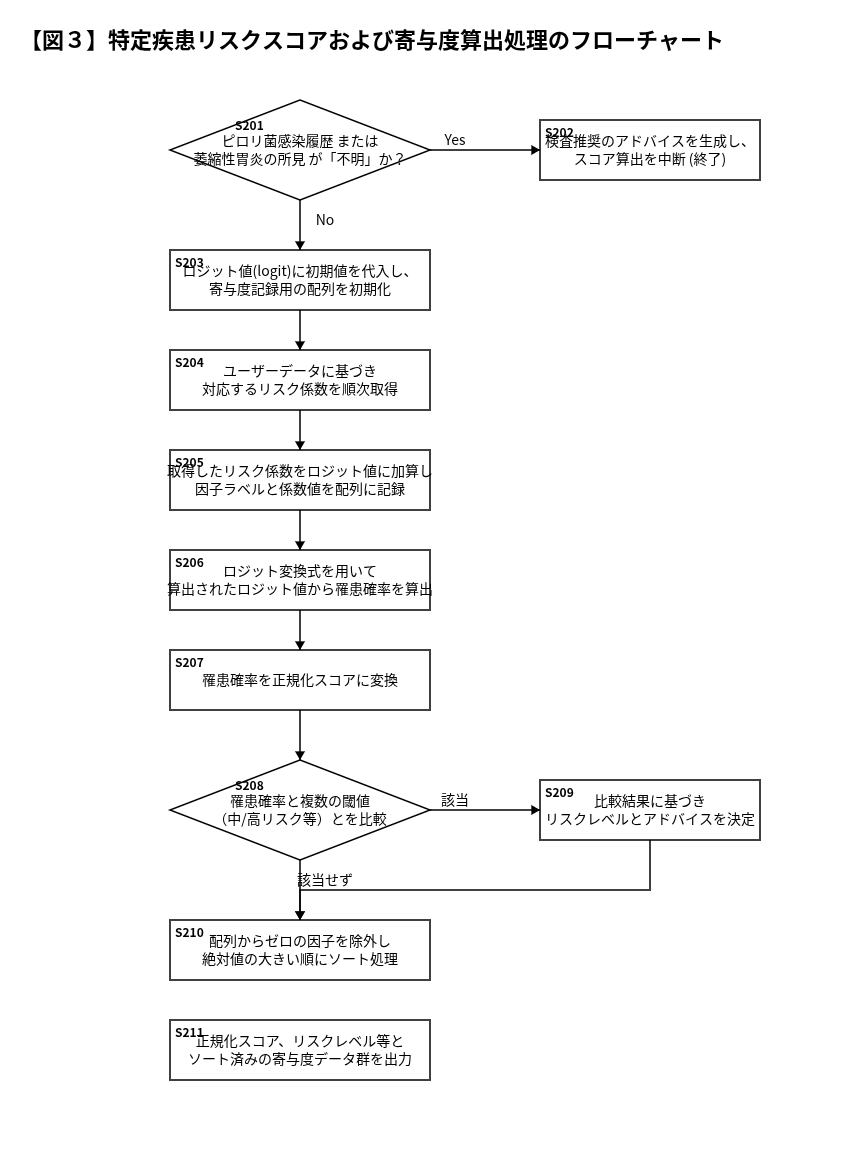 【図３】特定疾患リスクスコアおよび寄与度算出処理のフローチャート
S201
ピロリ菌感染履歴 または
萎縮性胃炎の所見 が「不明」か？
Yes
S202
検査推奨のアドバイスを生成し、
スコア算出を中断 (終了)
No
S203
ロジット値(logit)に初期値を代入し、
寄与度記録用の配列を初期化
S204
ユーザーデータに基づき
対応するリスク係数を順次取得
S205
取得したリスク係数をロジット値に加算し
因子ラベルと係数値を配列に記録
S206
ロジット変換式を用いて
算出されたロジット値から罹患確率を算出
S207
罹患確率を正規化スコアに変換
S208
罹患確率と複数の閾値
（中/高リスク等）とを比較
該当
S209
比較結果に基づき
リスクレベルとアドバイスを決定
該当せず
S210
配列からゼロの因子を除外し
絶対値の大きい順にソート処理
S211
正規化スコア、リスクレベル等と
ソート済みの寄与度データ群を出力